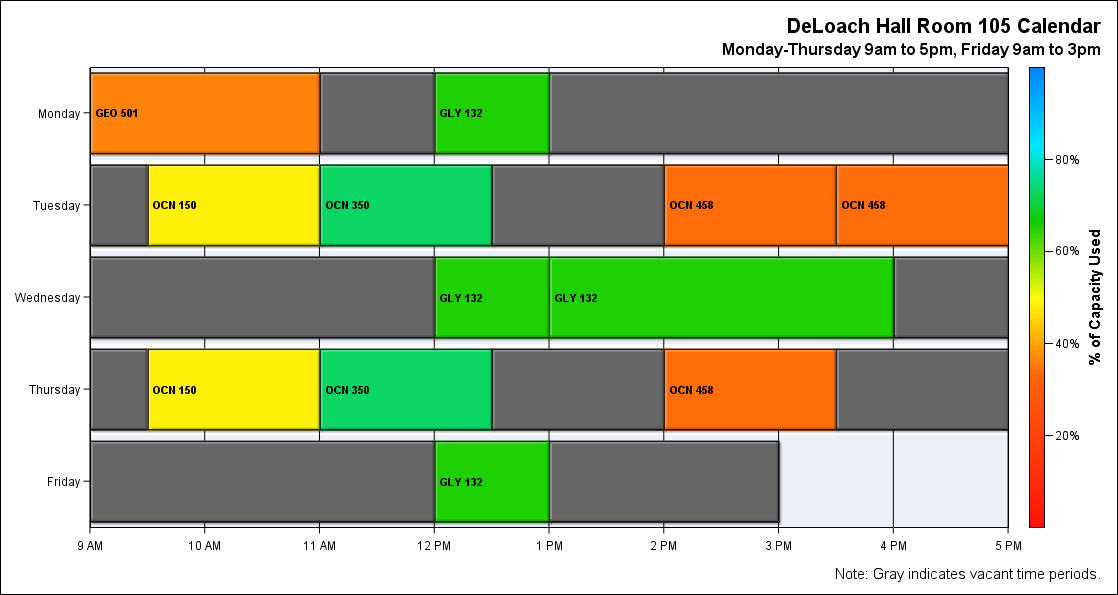 DeLoach Hall Room 105 Calendar
Monday-Thursday 9am to 5pm, Friday 9am to 3pm
Monday
GEO 501
GLY 132
Tuesday
OCN 150
OCN 350
OCN 458
OCN 458
Wednesday
GLY 132
GLY 132
Thursday
OCN 150
OCN 350
OCN 458
Friday
GLY 132
9 AM
10 AM
11 AM
12 PM
1 PM
2 PM
3 PM
4 PM
5 PM
80%
60%
40%
20%
% of Capacity Used
Note: Gray indicates vacant time periods.